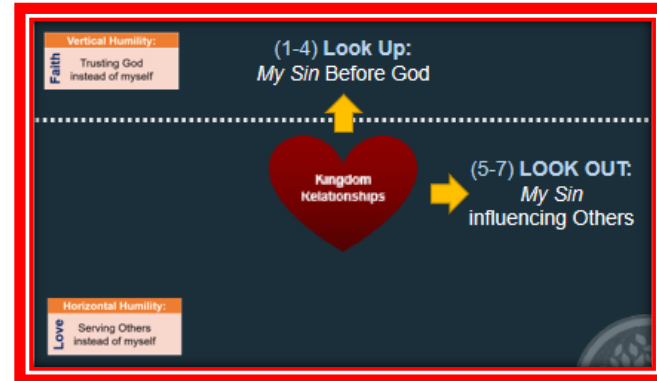 Vertical Humility:
Faith
Trusting God
instead of myself
(1-4) Look Up:
My Sin Before God
Kangdom
Relationships
(5-7) LOOK OUT:
My Sin
influencing Others
Horizontal Humility:
Love
Serving Others
instead of myself